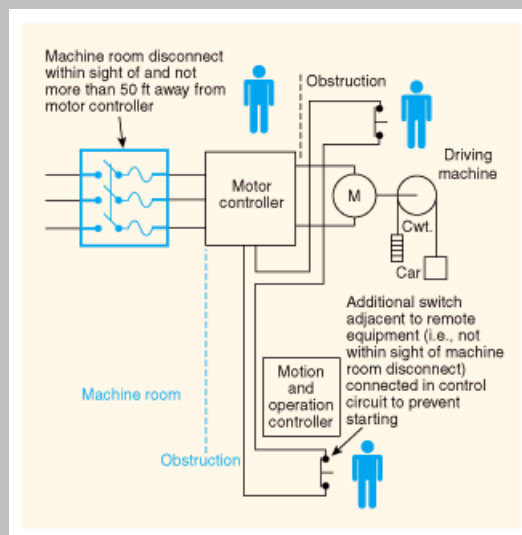 Machine room disconnect
within sight of and not
more than 50 ft away from
motor controller
Obstruction
Driving
machine
Motor
controller
M
Cwt.
Car
Additional switch
adjacent to remote
equipment (i.e., not
within sight of machine
room disconnect)
connected in control
circuit to prevent
starting
Motion
and
operation
controller
Machine room
Obstruction